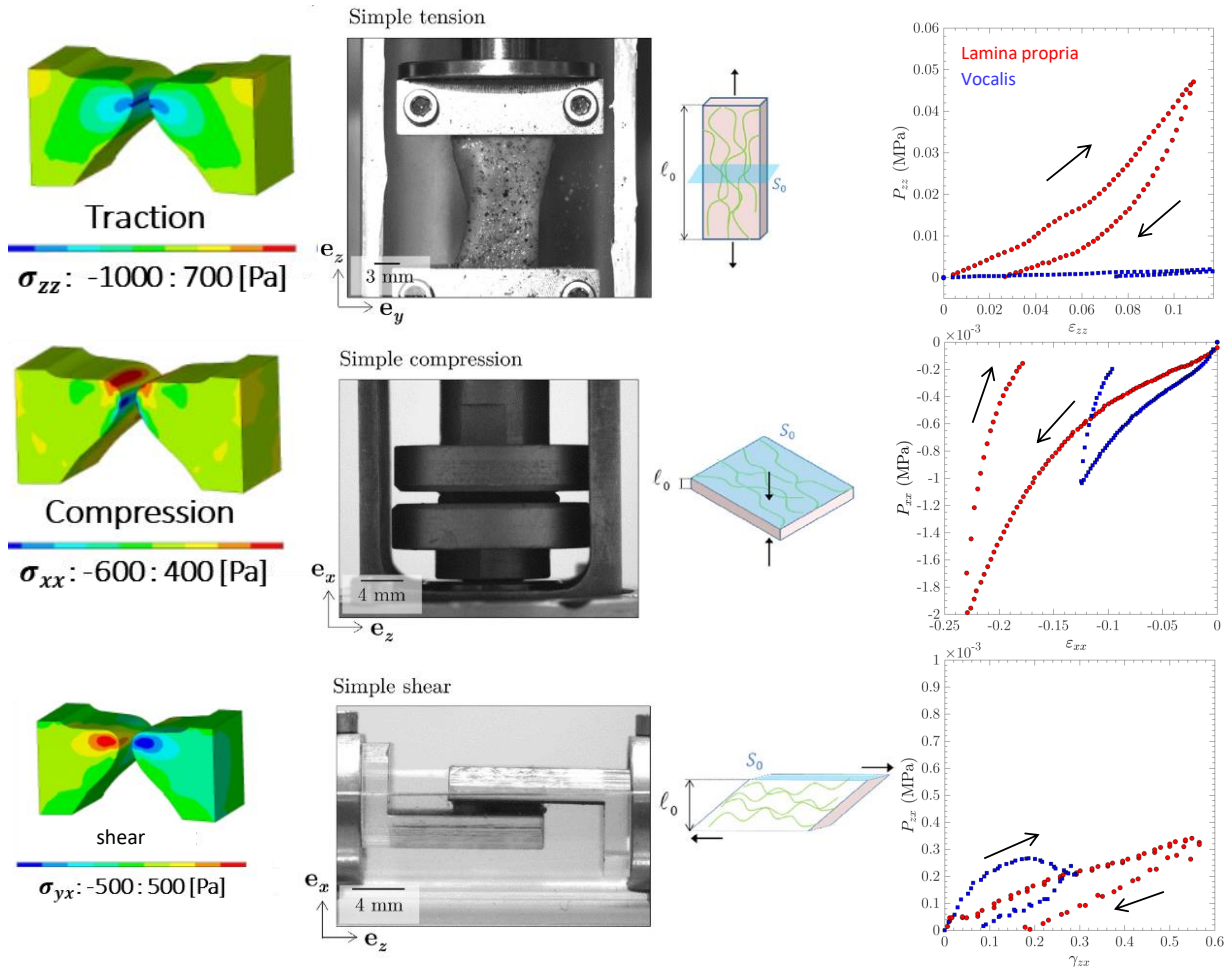 Simple tension
Traction
σzz: -1000 : 700 [Pa]
ez
3 mm
ey
ℓ0
S0
Lamina propria
Vocalis
Pzz (MPa)
0.06
0.05
0.04
0.03
0.02
0.01
0
0
0.02
0.04
0.06
0.08
0.1
εzz
Simple compression
Compression
σxx: -600 : 400 [Pa]
ex
4 mm
ez
S0
ℓ0
×10⁻³
Pxx (MPa)
0
-0.2
-0.4
-0.6
-0.8
-1
-1.2
-1.4
-1.6
-1.8
-2
-0.25
-0.2
-0.15
-0.1
-0.05
0
εxx
Simple shear
shear
σyx: -500 : 500 [Pa]
ex
4 mm
ez
S0
ℓ0
×10⁻³
Pzx (MPa)
1
0.9
0.8
0.7
0.6
0.5
0.4
0.3
0.2
0.1
0
0
0.1
0.2
0.3
0.4
0.5
0.6
γzx